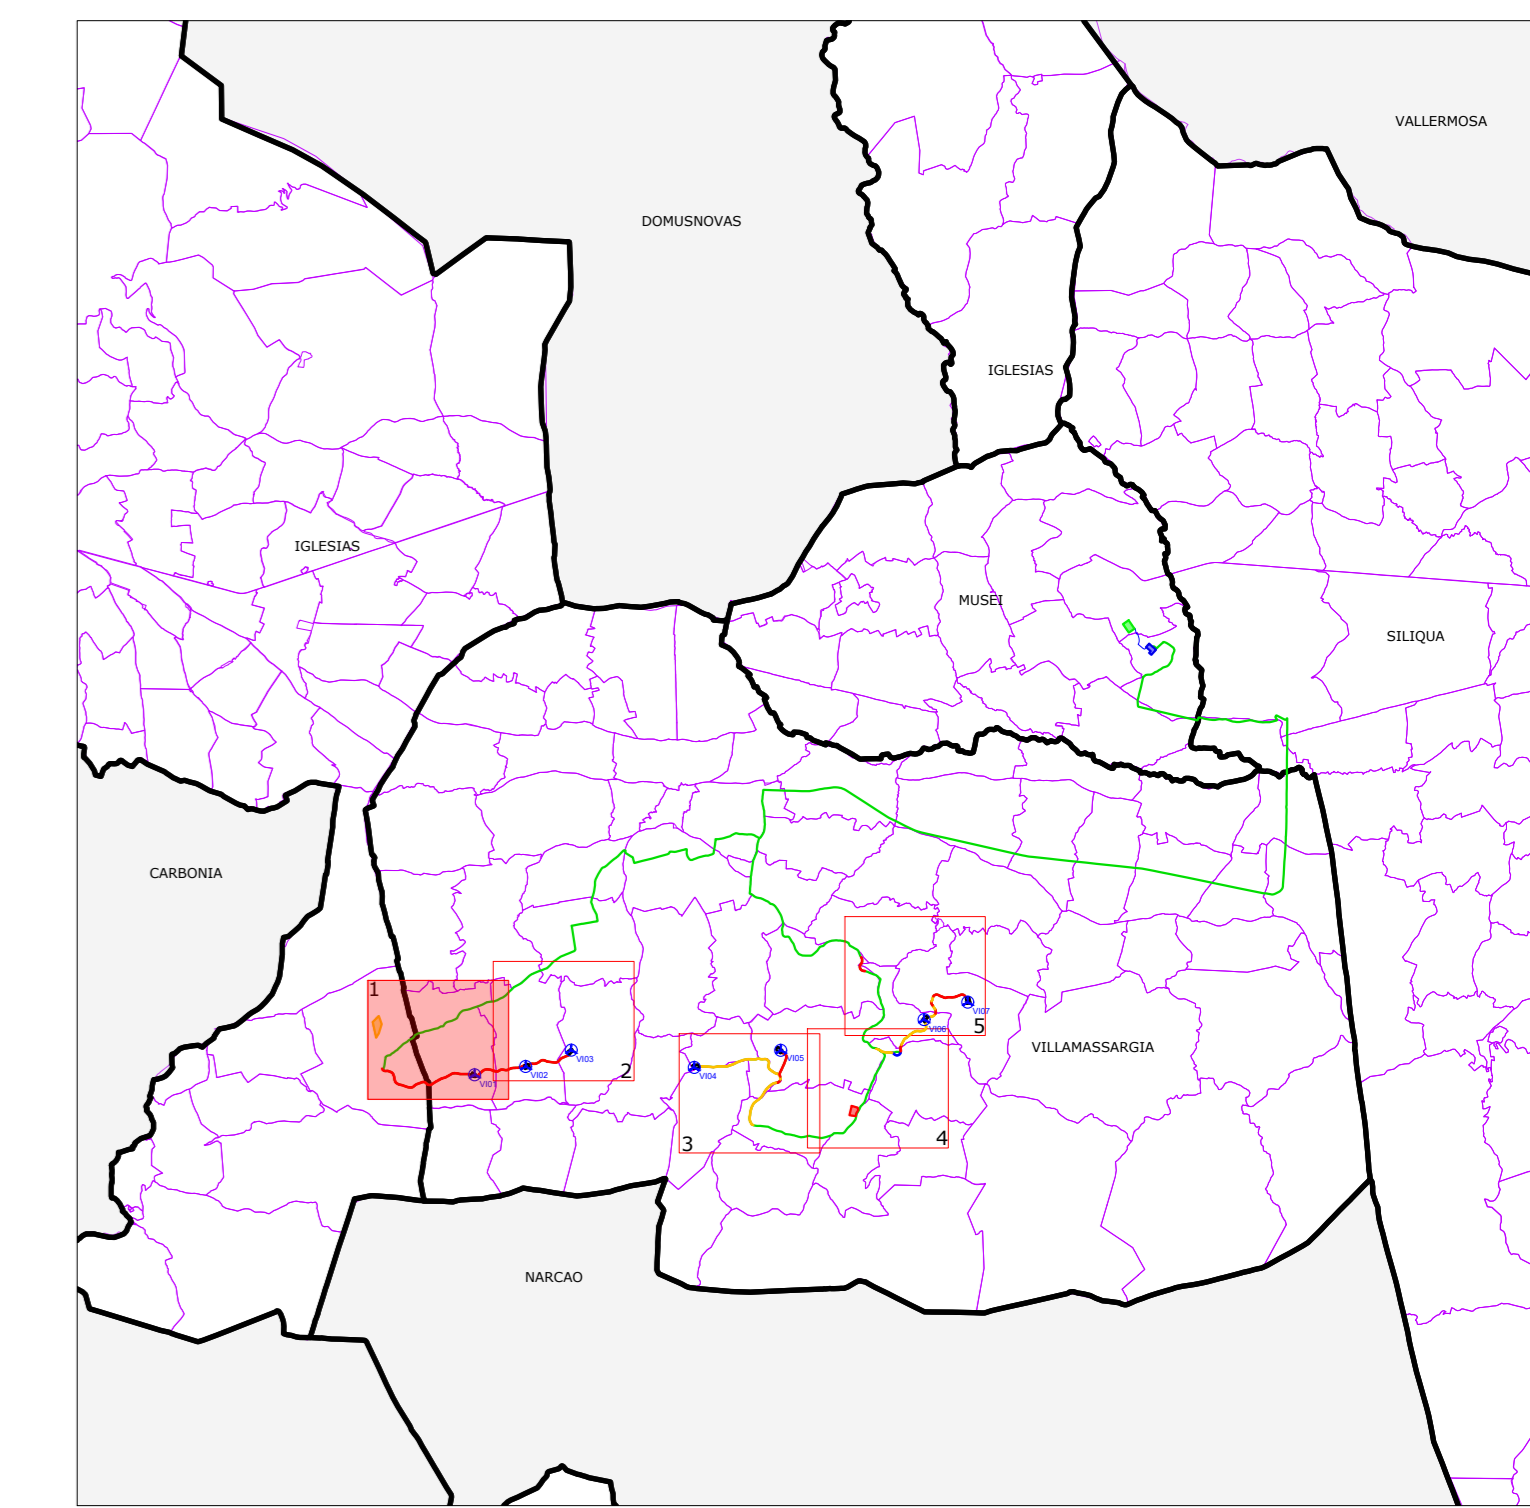 VALLERMOSA
DOMUSNOVAS
IGLESIAS
IGLESIAS
MUSEI
SILIQUA
CARBONIA
1
VI07
VI06
5
VILLAMASSARGIA
VI03
VI05
VI02
2
VI04
VI01
4
3
NARCAO